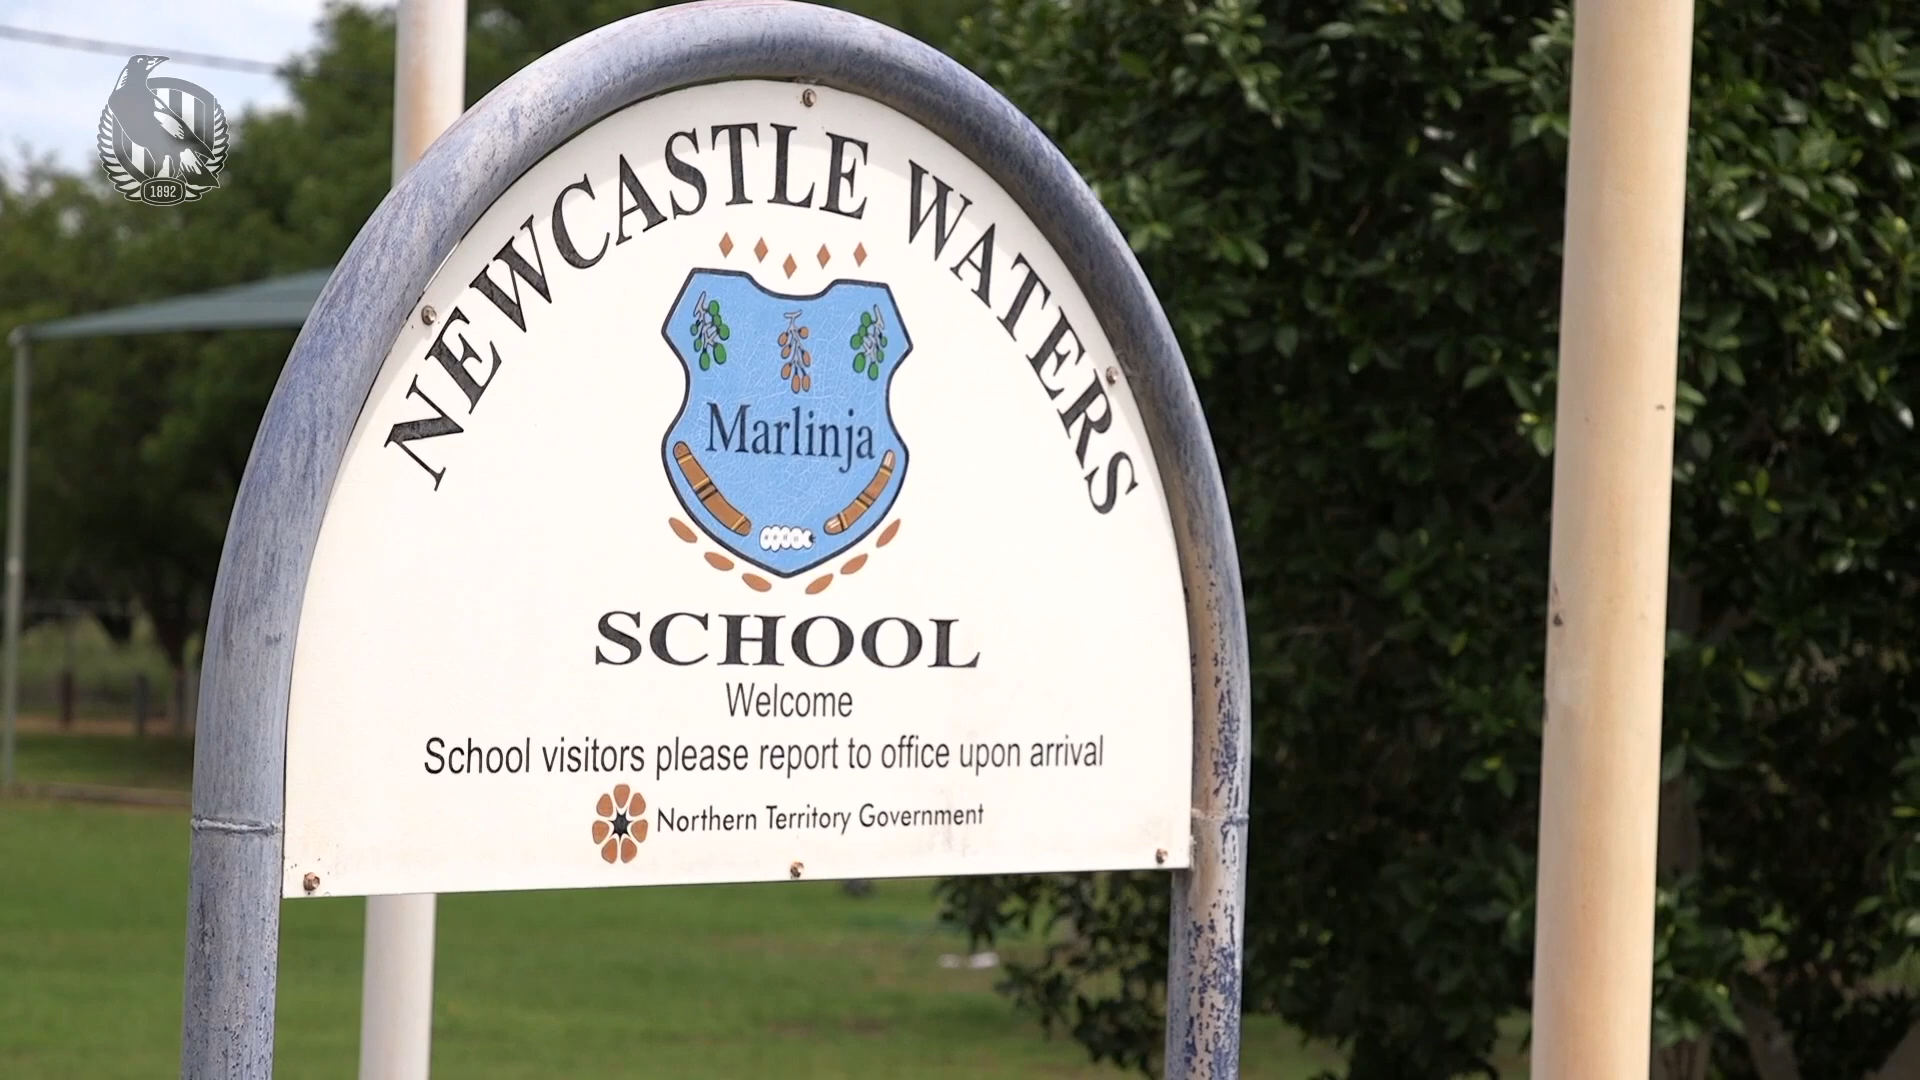 1892
NEWCASTLE WATERS
Marlinja
SCHOOL
Welcome
School visitors please report to office upon arrival
Northern Territory Government